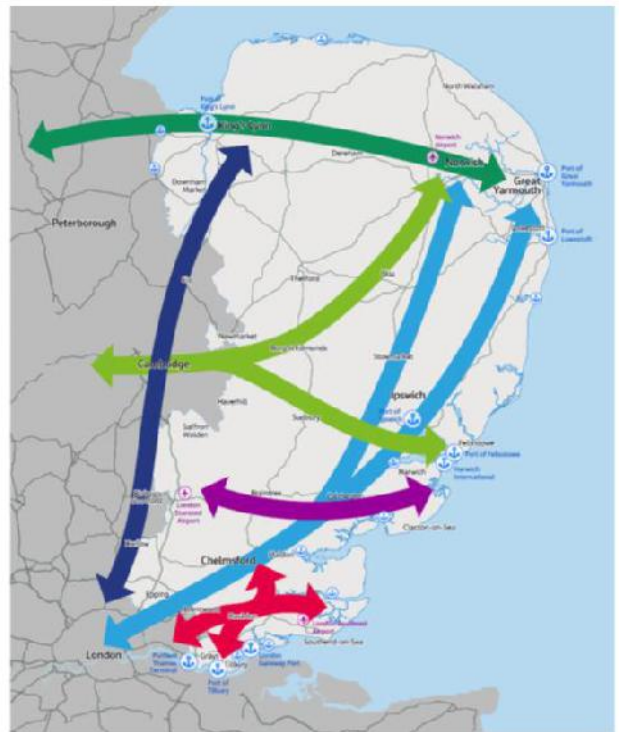 North Walsham
Port of
King's Lynn
King's Lynn
Norwich
Airport
Norwich
Dereham
Port of
Great
Yarmouth
Great
Yarmouth
Downham
Market
Port of
Lowestoft
Peterborough
Ely
Thetford
Diss
Newmarket
Bury St Edmunds
Stowmarket
Cambridge
Haverhill
Sudbury
Ipswich
Port of
Ipswich
Saffron
Walden
Felixstowe
Port of Felixstowe
Harwich
Harwich
International
London
Stansted
Airport
Braintree
Colchester
Clacton-on-Sea
Harlow
Chelmsford
Maldon
Epping
Brentwood
Basildon
London Southend
Airport
Southend-on-Sea
London
Purfleet
Thames
Terminal
Grays
Tilbury
London
Gateway Port
Port of
Tilbury